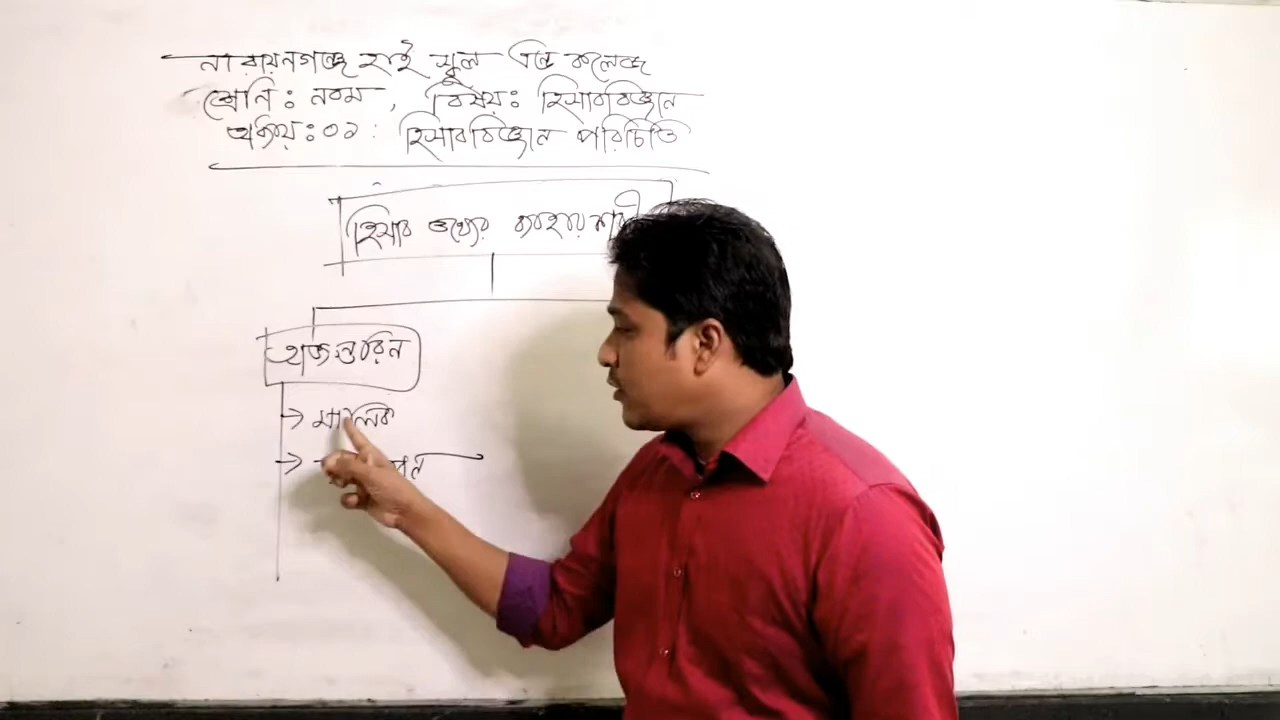 নারায়নগঞ্জ হাই স্কুল এন্ড কলেজ
শ্রেনি : নবম , বিষয় : হিসাববিজ্ঞান
অধ্যায় : ০১ : হিসাববিজ্ঞান পরিচিতি
হিসাব তথ্যের ব্যবহারকারী
অভ্যন্তরিন
→ মালিক
→